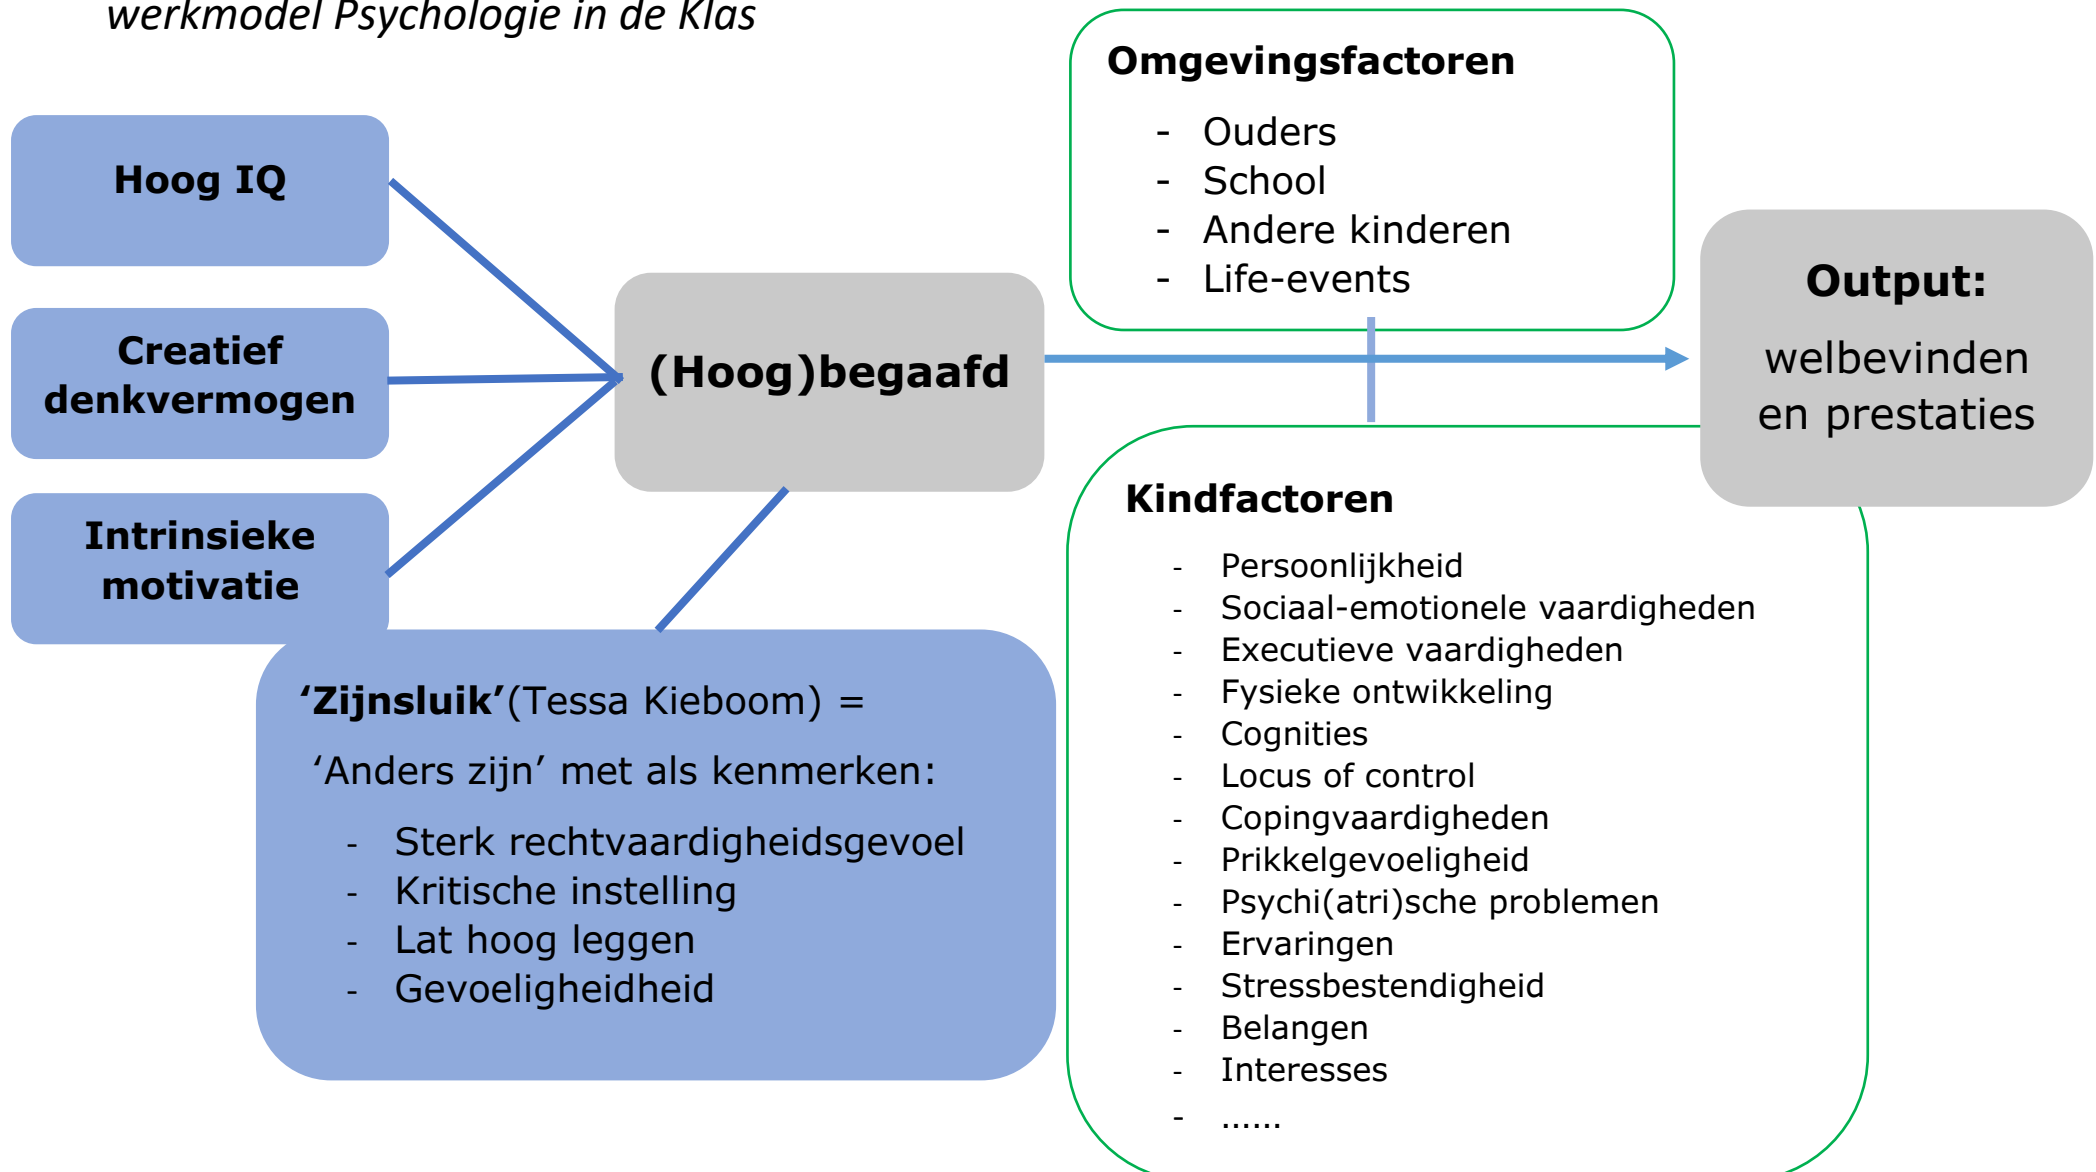 werkmodel Psychologie in de Klas
Hoog IQ
Creatief
denkvermogen
Intrinsieke
motivatie
(Hoog)begaafd
‘Zijnsluik’(Tessa Kieboom) =
‘Anders zijn’ met als kenmerken:
- Sterk rechtvaardigheidsgevoel
- Kritische instelling
- Lat hoog leggen
- Gevoeligheidheid
Omgevingsfactoren
- Ouders
- School
- Andere kinderen
- Life-events
Kindfactoren
- Persoonlijkheid
- Sociaal-emotionele vaardigheden
- Executieve vaardigheden
- Fysieke ontwikkeling
- Cognities
- Locus of control
- Copingvaardigheden
- Prikkelgevoeligheid
- Psychi(atri)sche problemen
- Ervaringen
- Stressbestendigheid
- Belangen
- Interesses
- ......
Output:
welbevinden
en prestaties